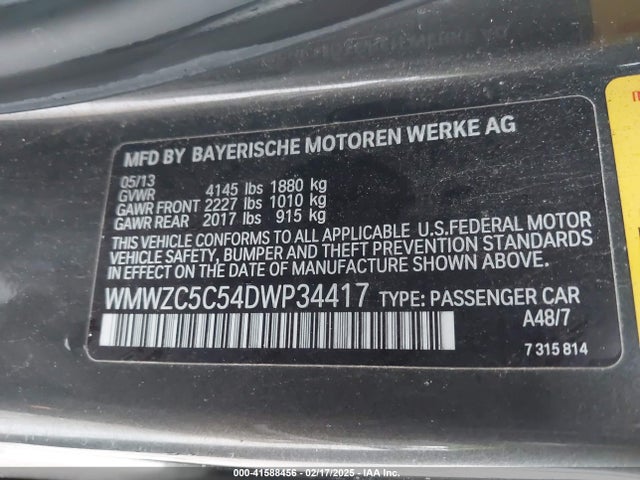 MFD BY BAYERISCHE MOTOREN WERKE AG
05/13
GVWR 4145 lbs 1880 kg
GAWR FRONT 2227 lbs 1010 kg
GAWR REAR 2017 lbs 915 kg
THIS VEHICLE CONFORMS TO ALL APPLICABLE U.S.FEDERAL MOTOR
VEHICLE SAFETY, BUMPER AND THEFT PREVENTION STANDARDS
IN EFFECT ON THE DATE OF MANUFACTURE SHOWN ABOVE.
WMWZC5C54DWP34417 TYPE: PASSENGER CAR
A48/7
7 315 814
000-41588456 - 02/17/2025 - IAA Inc.